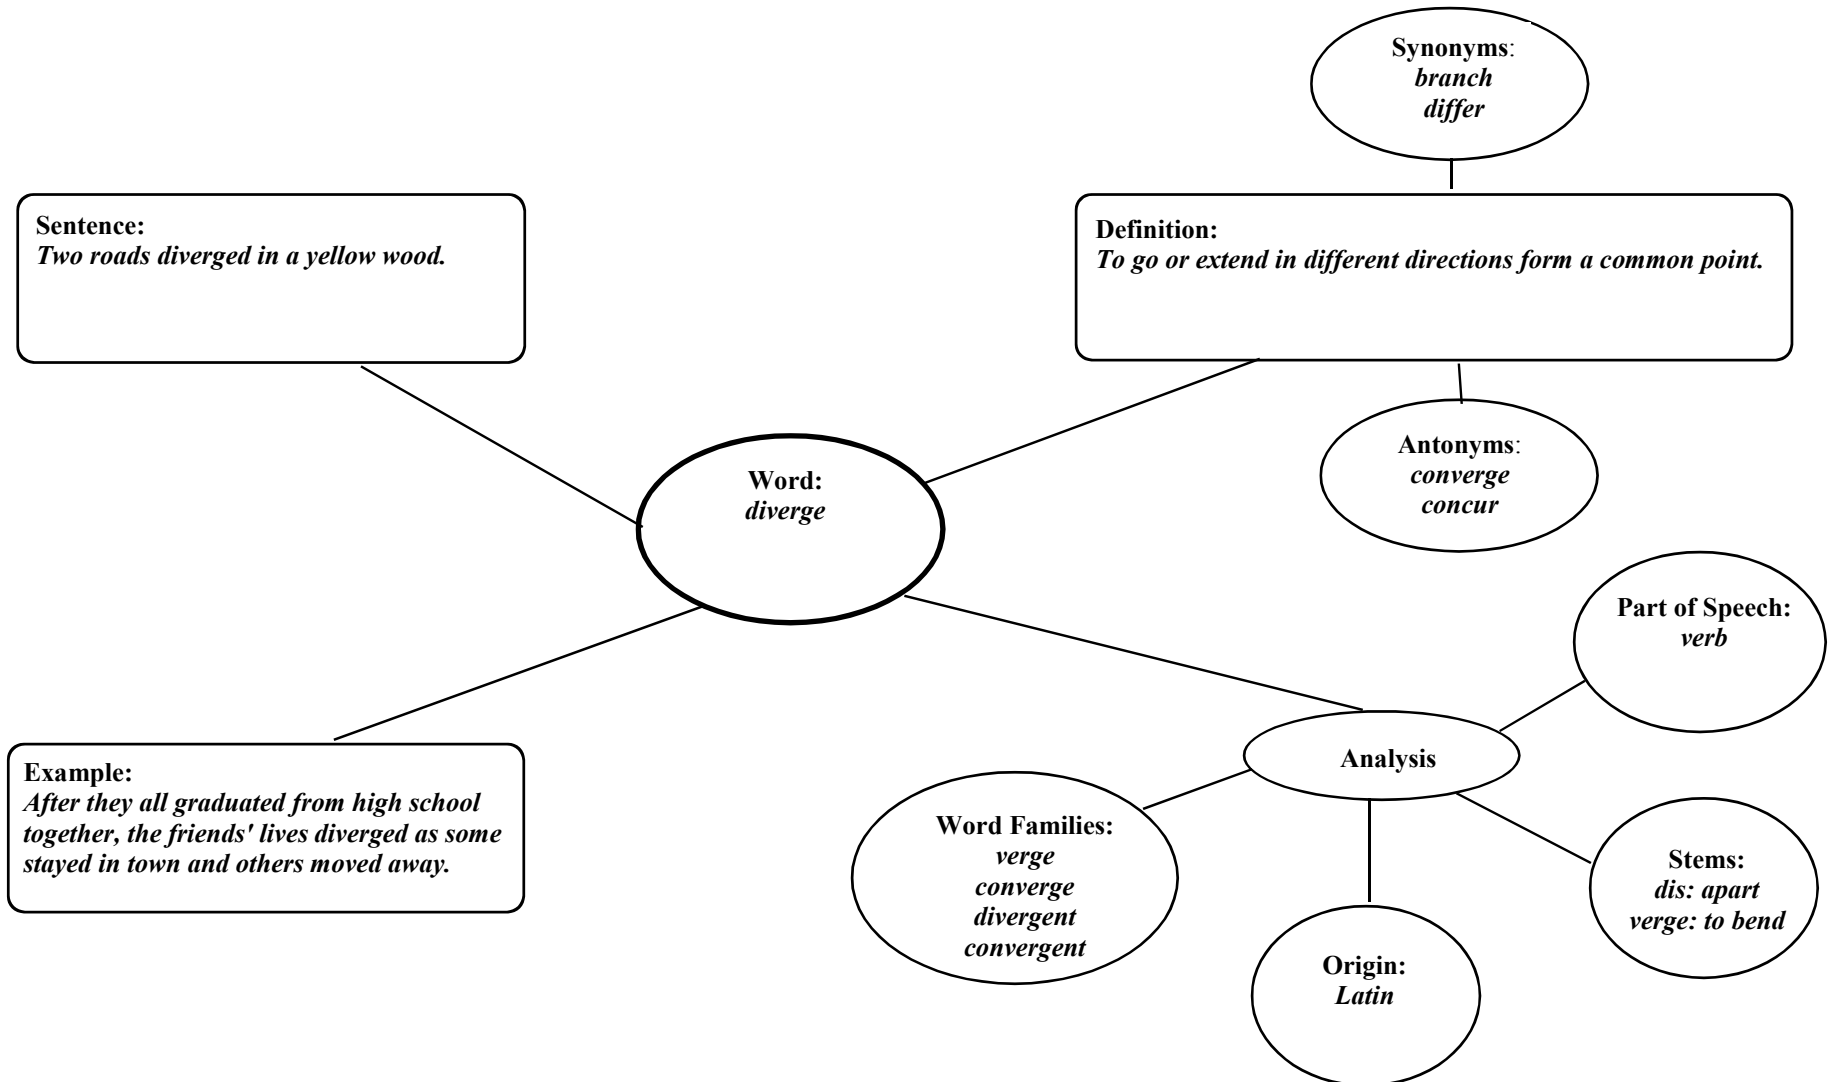 Synonyms:
branch
differ
Sentence:
Two roads diverged in a yellow wood.
Definition:
To go or extend in different directions form a common point.
Word:
diverge
Antonyms:
converge
concur
Part of Speech:
verb
Example:
After they all graduated from high school
together, the friends' lives diverged as some
stayed in town and others moved away.
Analysis
Word Families:
verge
converge
divergent
convergent
Stems:
dis: apart
verge: to bend
Origin:
Latin